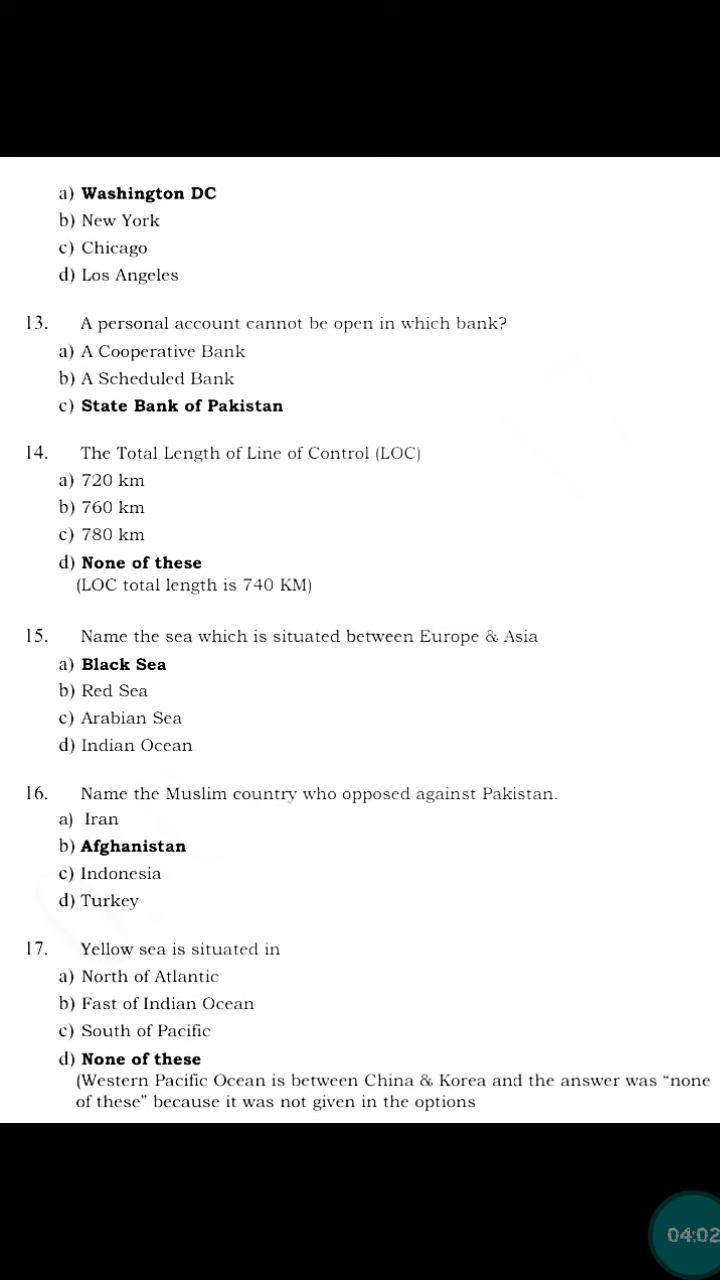 a) Washington DC
b) New York
c) Chicago
d) Los Angeles
13. A personal account cannot be open in which bank?
a) A Cooperative Bank
b) A Scheduled Bank
c) State Bank of Pakistan
14. The Total Length of Line of Control (LOC)
a) 720 km
b) 760 km
c) 780 km
d) None of these
(LOC total length is 740 KM)
15. Name the sea which is situated between Europe & Asia
a) Black Sea
b) Red Sea
c) Arabian Sea
d) Indian Ocean
16. Name the Muslim country who opposed against Pakistan.
a) Iran
b) Afghanistan
c) Indonesia
d) Turkey
17. Yellow sea is situated in
a) North of Atlantic
b) Fast of Indian Ocean
c) South of Pacific
d) None of these
(Western Pacific Ocean is between China & Korea and the answer was “none
of these” because it was not given in the options
04:02